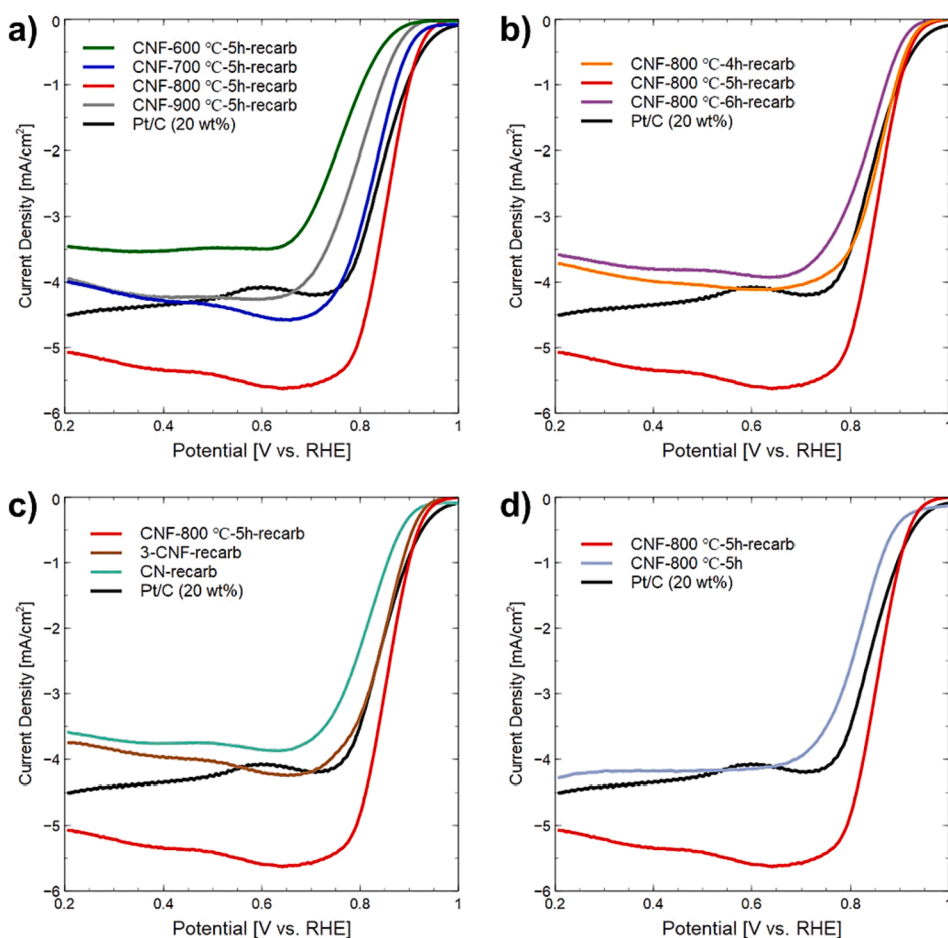 a)
CNF-600 ℃-5h-recarb
CNF-700 ℃-5h-recarb
CNF-800 ℃-5h-recarb
CNF-900 ℃-5h-recarb
Pt/C (20 wt%)
Current Density [mA/cm²]
0
−1
−2
−3
−4
−5
−6
0.2
0.4
0.6
0.8
1
Potential [V vs. RHE]
b)
CNF-800 ℃-4h-recarb
CNF-800 ℃-5h-recarb
CNF-800 ℃-6h-recarb
Pt/C (20 wt%)
Current Density [mA/cm²]
0
−1
−2
−3
−4
−5
−6
0.2
0.4
0.6
0.8
1
Potential [V vs. RHE]
c)
CNF-800 ℃-5h-recarb
3-CNF-recarb
CN-recarb
Pt/C (20 wt%)
Current Density [mA/cm²]
0
−1
−2
−3
−4
−5
−6
0.2
0.4
0.6
0.8
1
Potential [V vs. RHE]
d)
CNF-800 ℃-5h-recarb
CNF-800 ℃-5h
Pt/C (20 wt%)
Current Density [mA/cm²]
0
−1
−2
−3
−4
−5
−6
0.2
0.4
0.6
0.8
1
Potential [V vs. RHE]